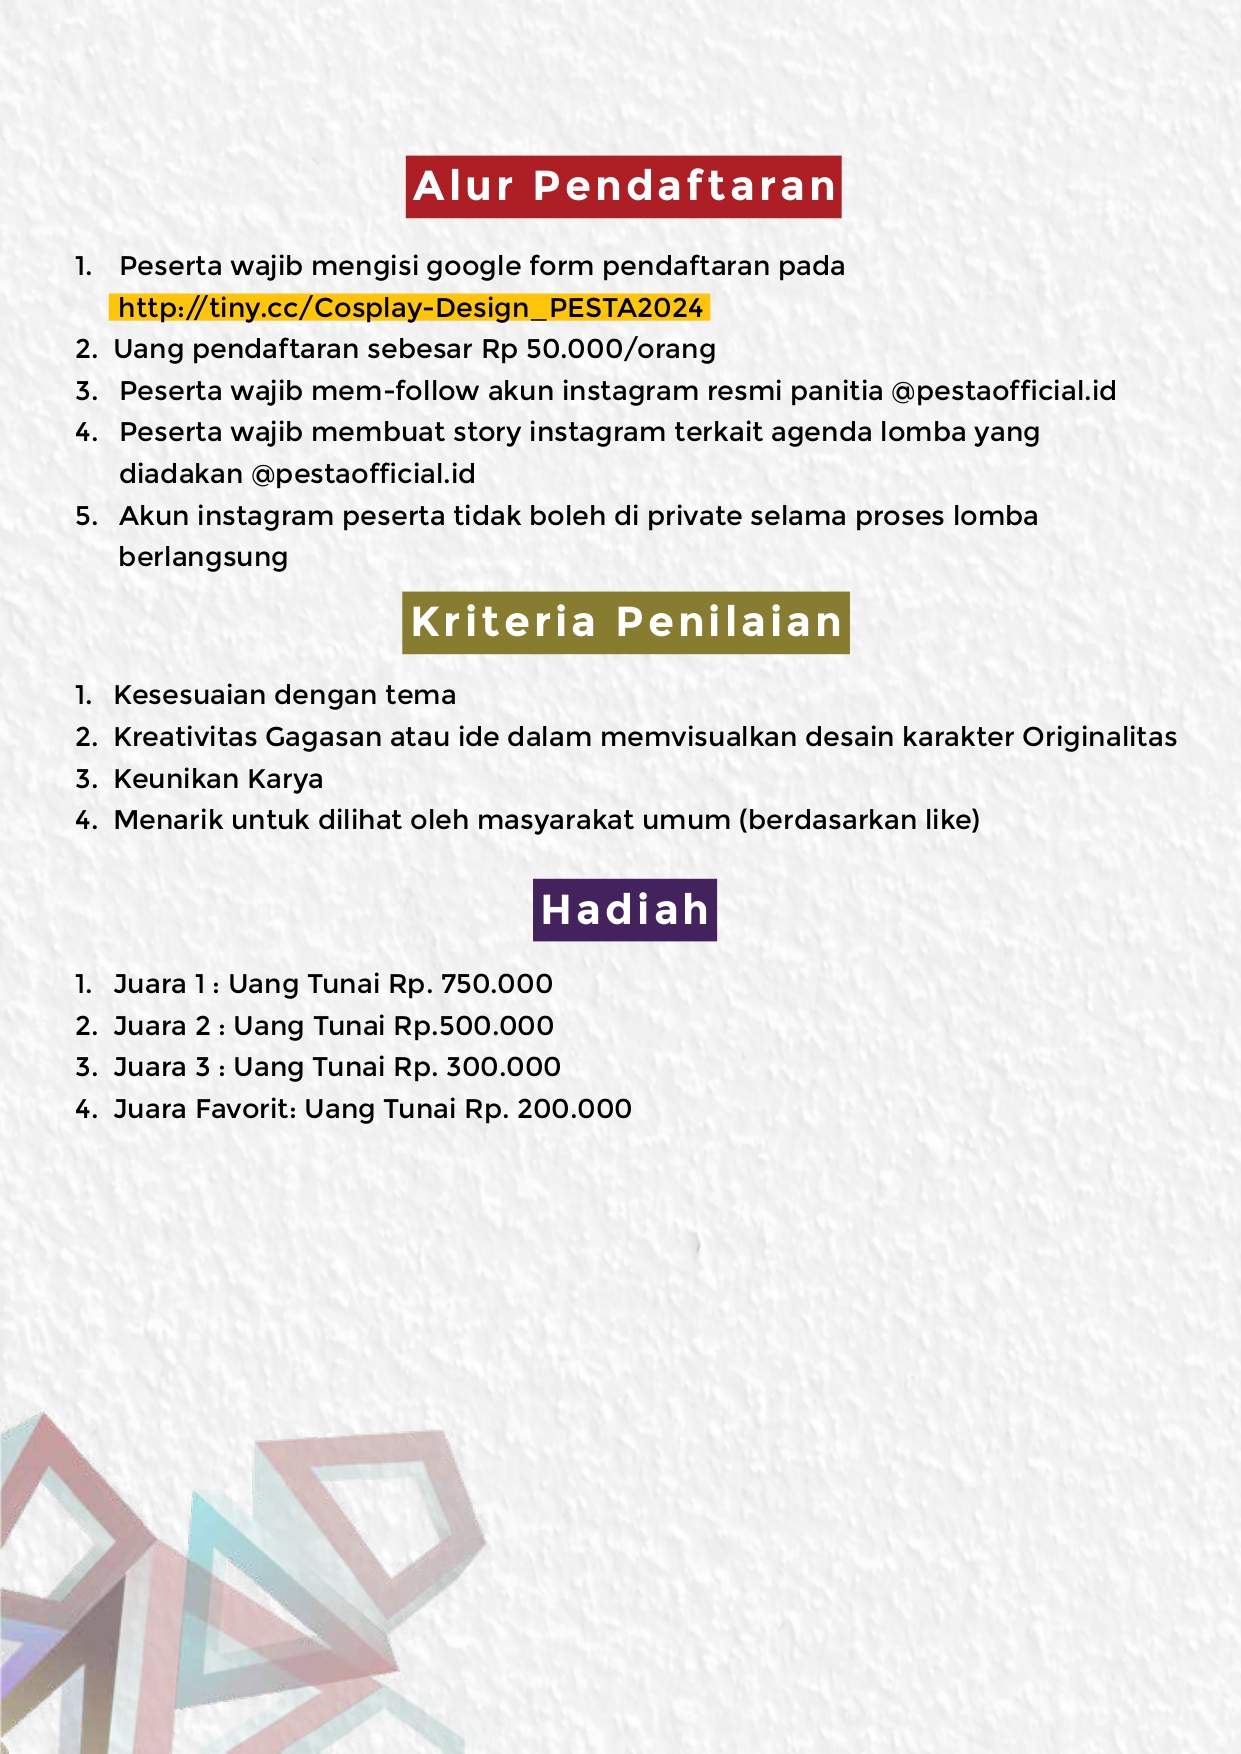 Alur Pendaftaran
1. Peserta wajib mengisi google form pendaftaran pada
http://tiny.cc/Cosplay-Design_PESTA2024
2. Uang pendaftaran sebesar Rp 50.000/orang
3. Peserta wajib mem-follow akun instagram resmi panitia @pestaofficial.id
4. Peserta wajib membuat story instagram terkait agenda lomba yang
diadakan @pestaofficial.id
5. Akun instagram peserta tidak boleh di private selama proses lomba
berlangsung
Kriteria Penilaian
1. Kesesuaian dengan tema
2. Kreativitas Gagasan atau ide dalam memvisualkan desain karakter Originalitas
3. Keunikan Karya
4. Menarik untuk dilihat oleh masyarakat umum (berdasarkan like)
Hadiah
1. Juara 1 : Uang Tunai Rp. 750.000
2. Juara 2 : Uang Tunai Rp.500.000
3. Juara 3 : Uang Tunai Rp. 300.000
4. Juara Favorit: Uang Tunai Rp. 200.000